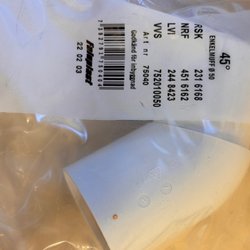 45°
ENKELMUFF Ø 50
RSK 231 6168
NRF 451 6162
LVI 244 8423
VVS 752010050
Art nr 75040
Godkänd för inbyggnad
Faluplast
22 02 03